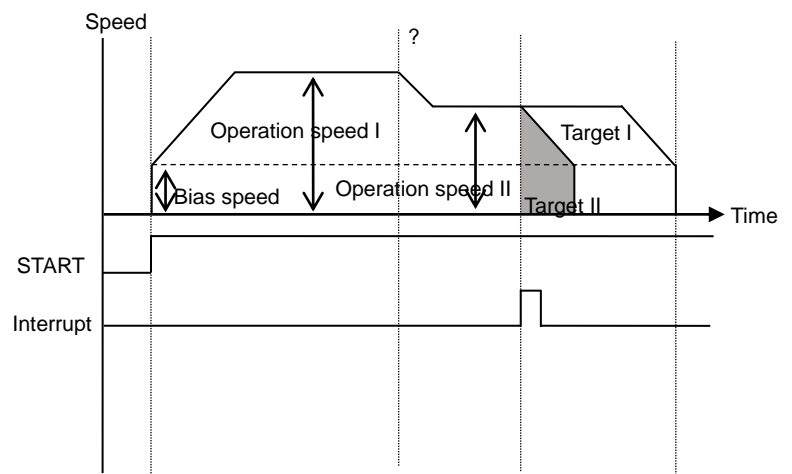 Speed
?
Operation speed I
Target I
Bias speed
Operation speed II
Target II
Time
START
Interrupt